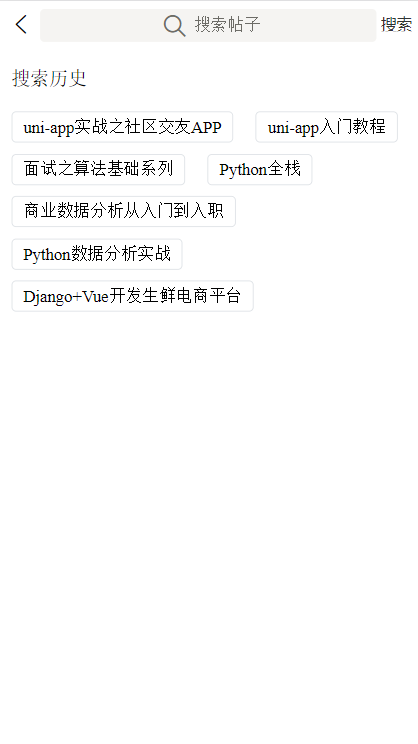 搜索帖子 搜索
搜索历史
uni-app实战之社区交友APP uni-app入门教程
面试之算法基础系列 Python全栈
商业数据分析从入门到入职
Python数据分析实战
Django+Vue开发生鲜电商平台